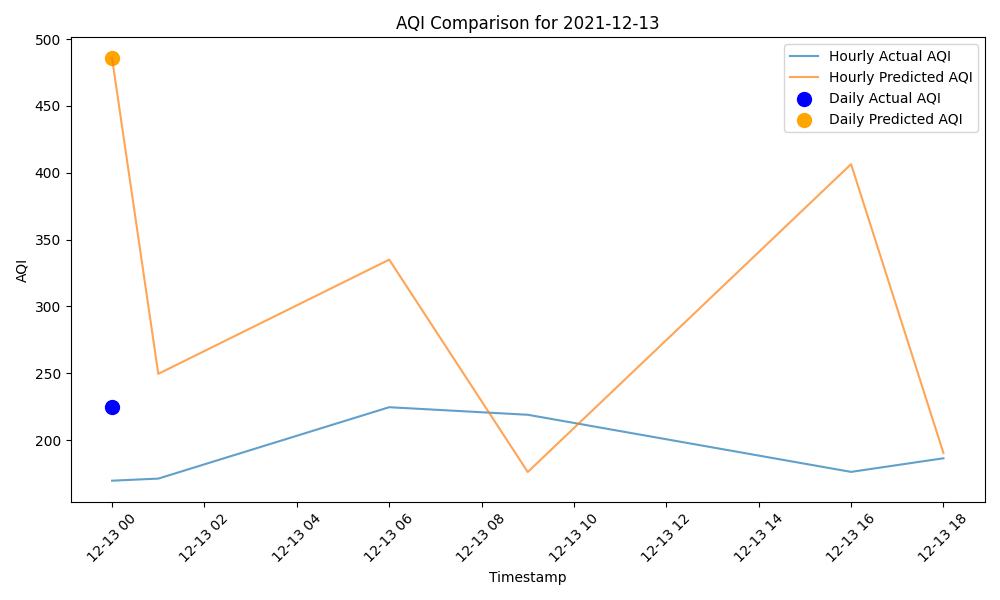 AQI Comparison for 2021-12-13
Hourly Actual AQI
Hourly Predicted AQI
Daily Actual AQI
Daily Predicted AQI
AQI
500
450
400
350
300
250
200
12-13 00
12-13 02
12-13 04
12-13 06
12-13 08
12-13 10
12-13 12
12-13 14
12-13 16
12-13 18
Timestamp